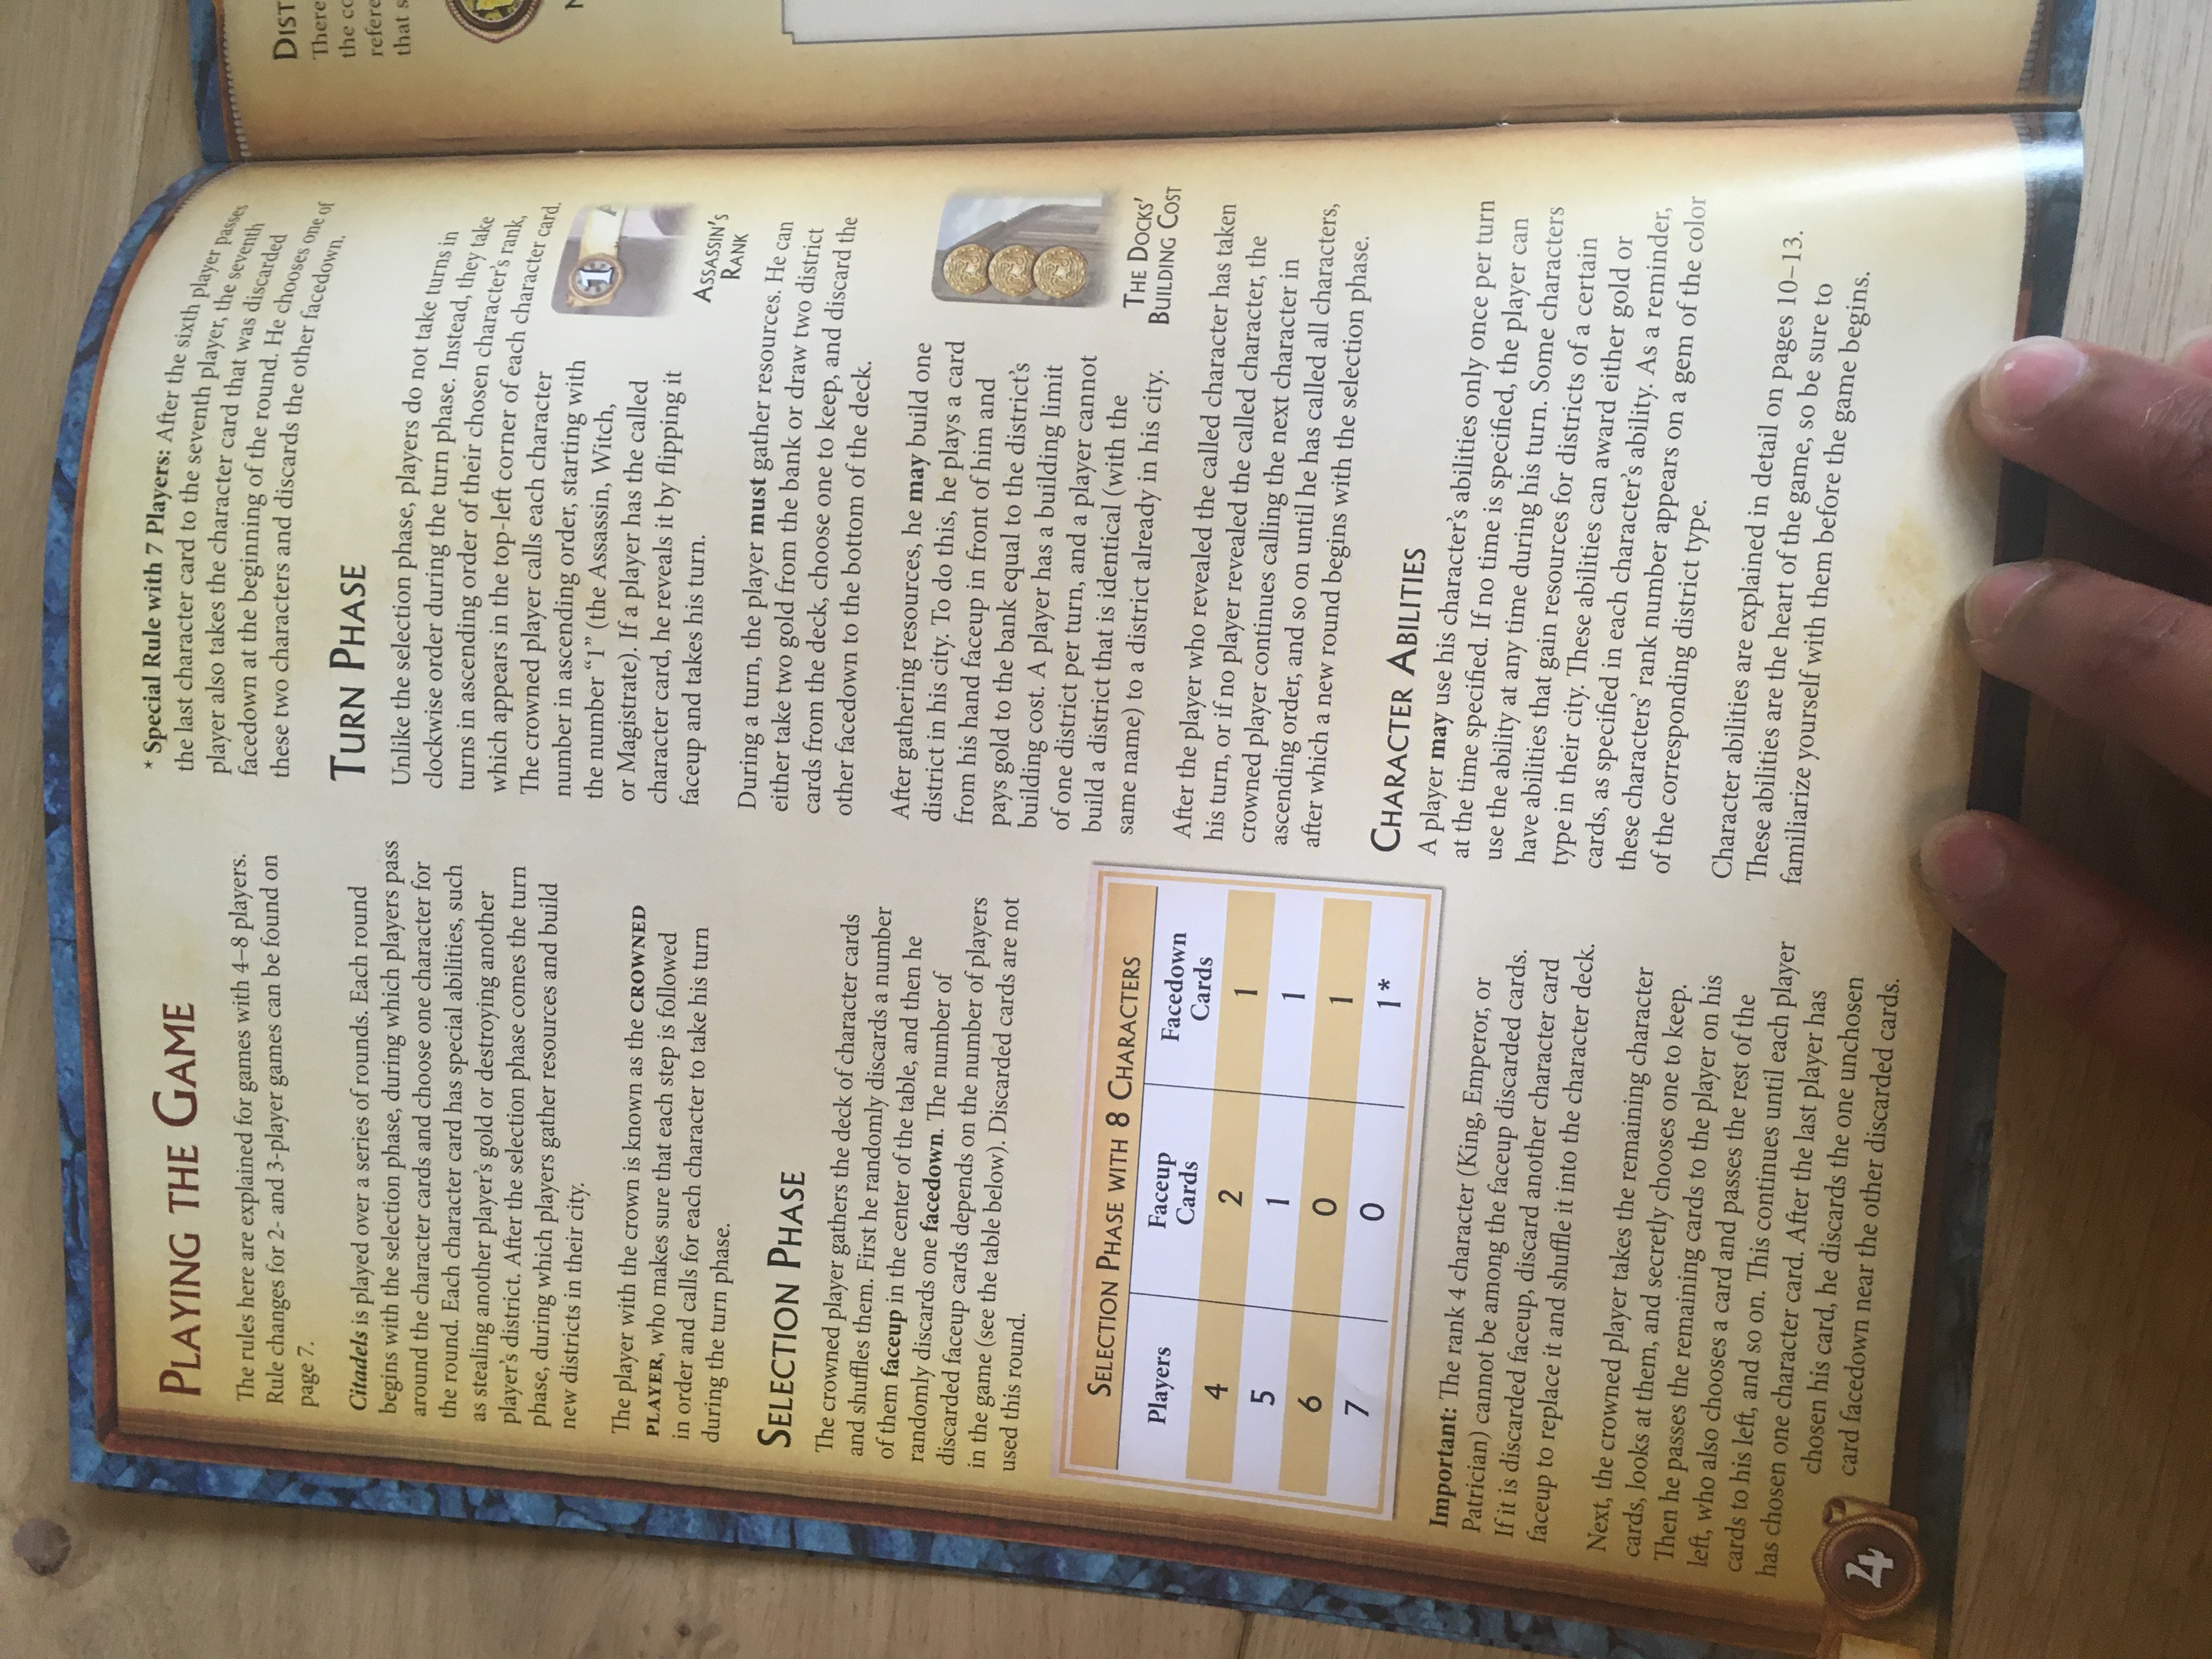 PLAYING THE GAME
The rules here are explained for games with 4–8 players.
Rule changes for 2- and 3-player games can be found on
page 7.
Citadels is played over a series of rounds. Each round
begins with the selection phase, during which players pass
around the character cards and choose one character for
the round. Each character card has special abilities, such
as stealing another player's gold or destroying another
player's district. After the selection phase comes the turn
phase, during which players gather resources and build
new districts in their city.
The player with the crown is known as the CROWNED
PLAYER, who makes sure that each step is followed
in order and calls for each character to take his turn
during the turn phase.
SELECTION PHASE
The crowned player gathers the deck of character cards
and shuffles them. First he randomly discards a number
of them faceup in the center of the table, and then he
randomly discards one facedown. The number of
discarded faceup cards depends on the number of players
in the game (see the table below). Discarded cards are not
used this round.
SELECTION PHASE WITH 8 CHARACTERS
Players Faceup Cards Facedown Cards
4 2 1
5 1 1
6 0 1
7 0 1*
Important: The rank 4 character (King, Emperor, or
Patrician) cannot be among the faceup discarded cards.
If it is discarded faceup, discard another character card
faceup to replace it and shuffle it into the character deck.
Next, the crowned player takes the remaining character
cards, looks at them, and secretly chooses one to keep.
Then he passes the remaining cards to the player on his
left, who also chooses a card and passes the rest of the
cards to his left, and so on. This continues until each player
has chosen one character card. After the last player has
chosen his card, he discards the one unchosen
card facedown near the other discarded cards.
4
* Special Rule with 7 Players: After the sixth player passes
the last character card to the seventh player, the seventh
player also takes the character card that was discarded
facedown at the beginning of the round. He chooses one of
these two characters and discards the other facedown.
TURN PHASE
Unlike the selection phase, players do not take turns in
clockwise order during the turn phase. Instead, they take
turns in ascending order of their chosen character's rank,
which appears in the top-left corner of each character card.
The crowned player calls each character
number in ascending order, starting with
the number “1” (the Assassin, Witch,
or Magistrate). If a player has the called
character card, he reveals it by flipping it
faceup and takes his turn.
1
ASSASSIN'S
RANK
During a turn, the player must gather resources. He can
either take two gold from the bank or draw two district
cards from the deck, choose one to keep, and discard the
other facedown to the bottom of the deck.
After gathering resources, he may build one
district in his city. To do this, he plays a card
from his hand faceup in front of him and
pays gold to the bank equal to the district's
building cost. A player has a building limit
of one district per turn, and a player cannot
build a district that is identical (with the
same name) to a district already in his city.
THE DOCKS'
BUILDING COST
After the player who revealed the called character has taken
his turn, or if no player revealed the called character, the
crowned player continues calling the next character in
ascending order, and so on until he has called all characters,
after which a new round begins with the selection phase.
CHARACTER ABILITIES
A player may use his character's abilities only once per turn
at the time specified. If no time is specified, the player can
use the ability at any time during his turn. Some characters
have abilities that gain resources for districts of a certain
type in their city. These abilities can award either gold or
cards, as specified in each character's ability. As a reminder,
these characters' rank number appears on a gem of the color
of the corresponding district type.
Character abilities are explained in detail on pages 10–13.
These abilities are the heart of the game, so be sure to
familiarize yourself with them before the game begins.
DIST
There
the co
refere
that s